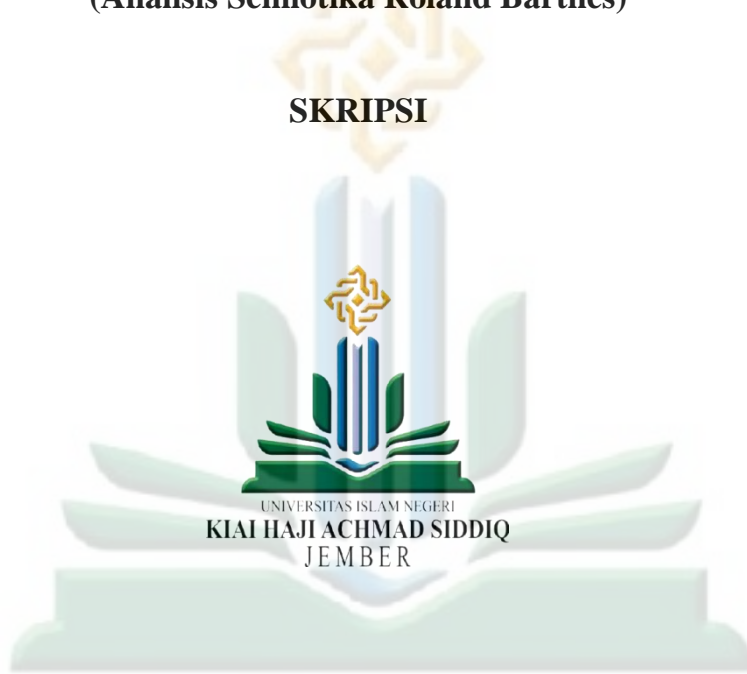 (Analisis Semiotika Roland Barthes)
SKRIPSI
UNIVERSITAS ISLAM NEGERI
KIAI HAJI ACHMAD SIDDIQ
JEMBER